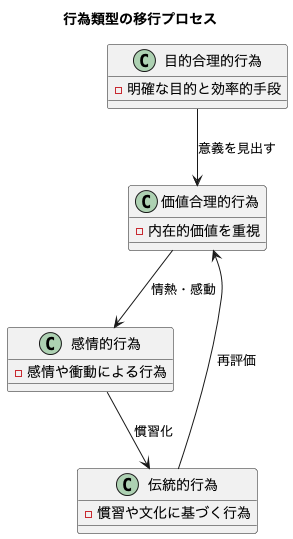 行為類型の移行プロセス
C 目的合理的行為
明確な目的と効率的手段
意義を見出す
C 価値合理的行為
内在的価値を重視
情熱・感動
C 感情的行為
感情や衝動による行為
再評価
慣習化
C 伝統的行為
慣習や文化に基づく行為